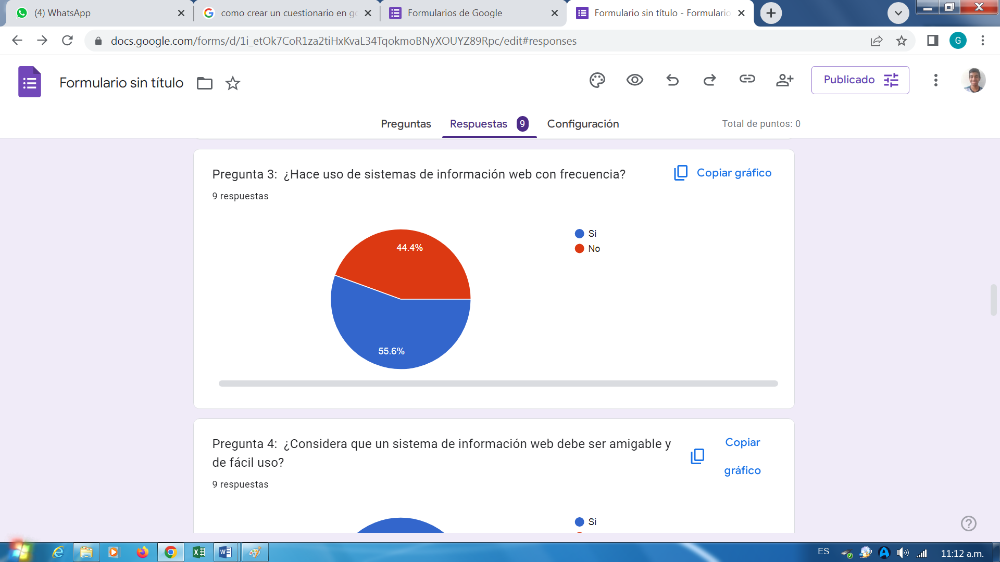 (4) WhatsApp
como crear un cuestionario en go
Formularios de Google
Formulario sin título - Formulario
docs.google.com/forms/d/1i_etOk7CoR1za2tiHxKvaL34TqokmoBNyXOUYZ89Rpc/edit#responses
G
Formulario sin título
Publicado
Preguntas
Respuestas 9
Configuración
Total de puntos: 0
Pregunta 3: ¿Hace uso de sistemas de información web con frecuencia?
Copiar gráfico
9 respuestas
Si
No
44.4%
55.6%
Pregunta 4: ¿Considera que un sistema de información web debe ser amigable y
de fácil uso?
Copiar
gráfico
9 respuestas
Si
ES
11:12 a.m.